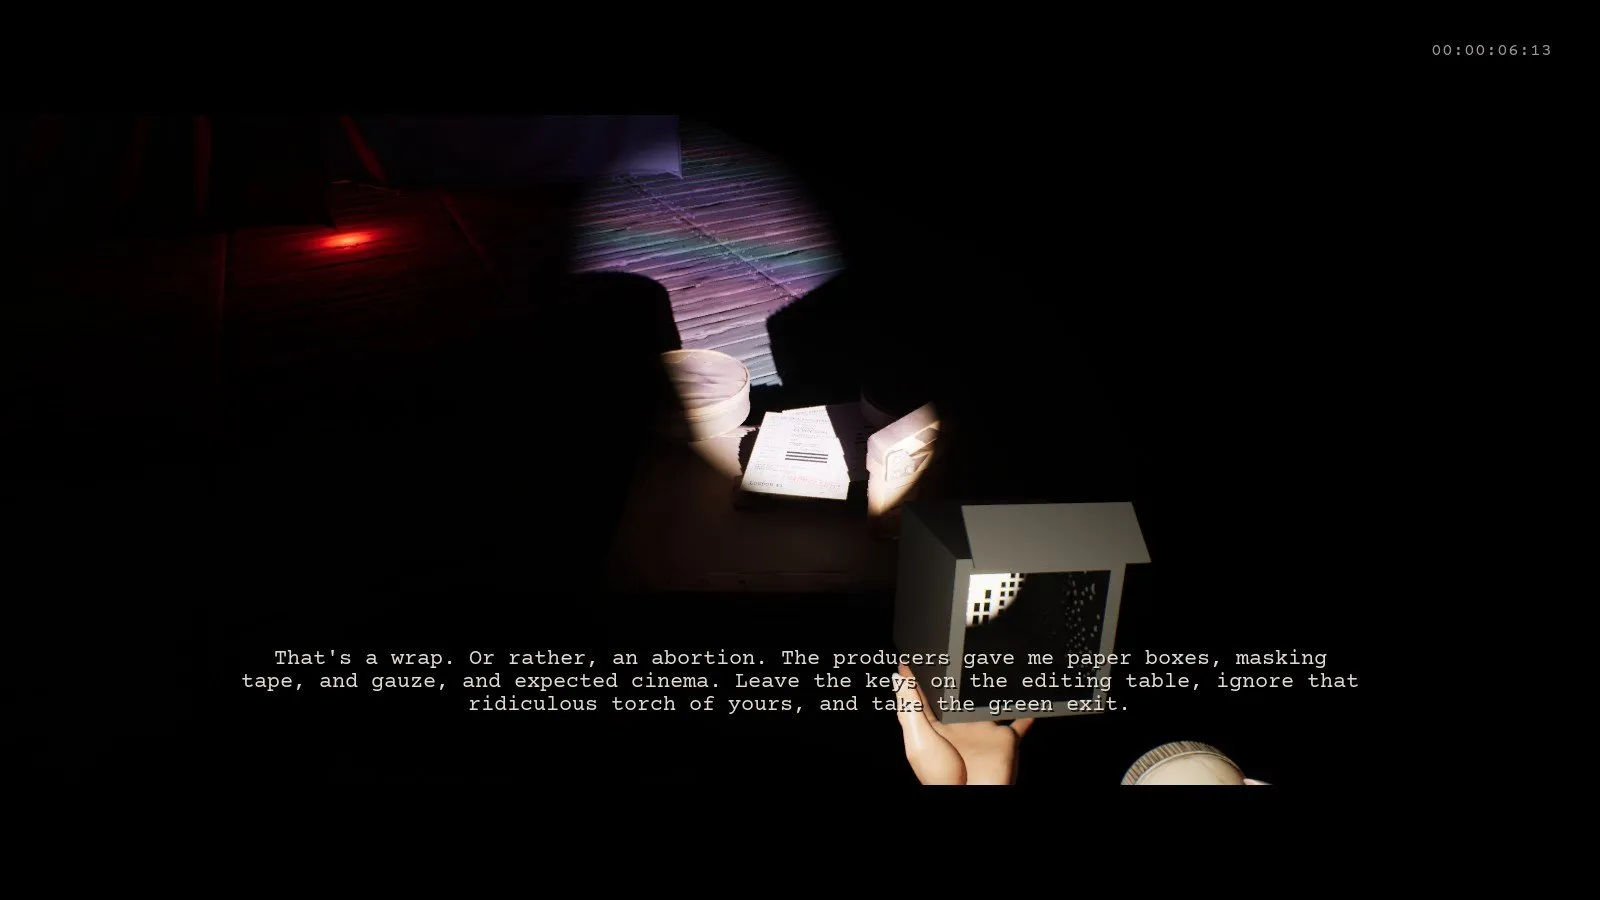 00:00:06:13
That's a wrap. Or rather, an abortion. The producers gave me paper boxes, masking
tape, and gauze, and expected cinema. Leave the keys on the editing table, ignore that
ridiculous torch of yours, and take the green exit.